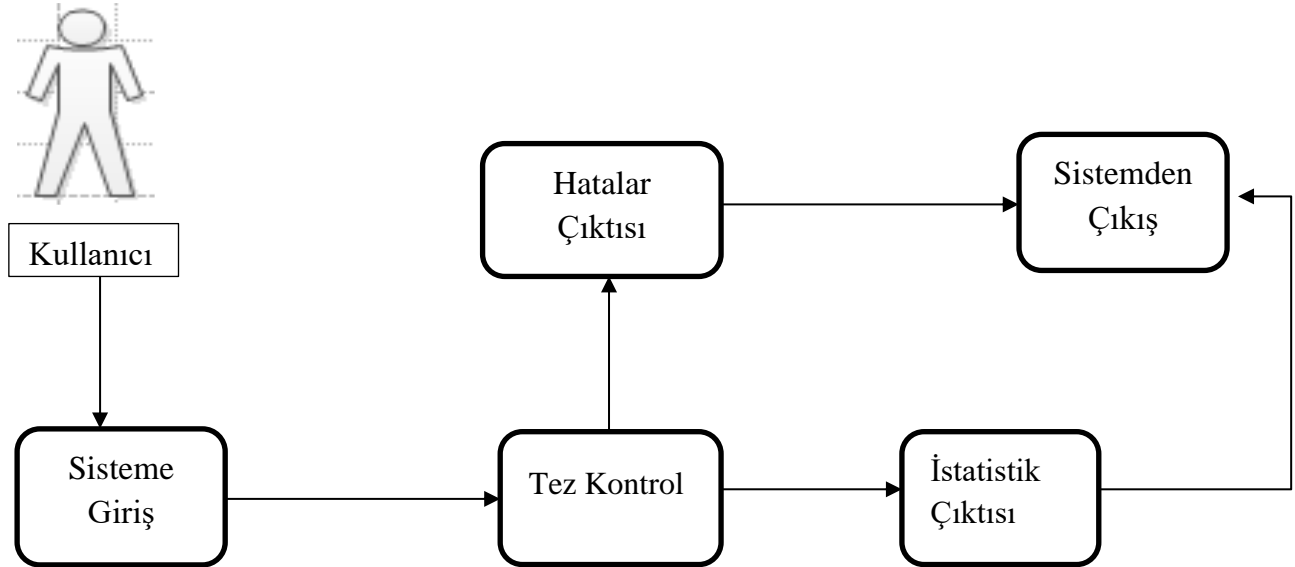 Kullanıcı
Hatalar
Çıktısı
Sistemden
Çıkış
Sisteme
Giriş
Tez Kontrol
İstatistik
Çıktısı